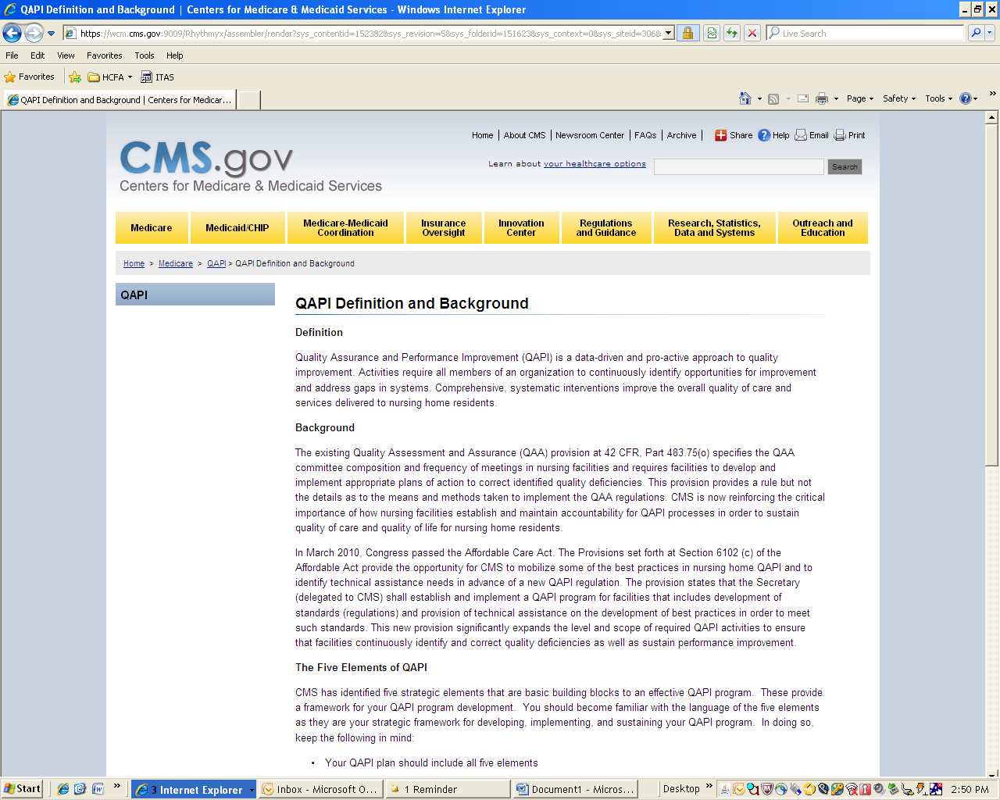 QAPI Definition and Background | Centers for Medicare & Medicaid Services - Windows Internet Explorer
https://wcm.cms.gov:9009/Rhythmyx/assembler/render?sys_contentid=152382&sys_revision=5&sys_folderid=151623&sys_context=0&sys_siteid=306&
Live Search
File Edit View Favorites Tools Help
Favorites HCFA ITAS
QAPI Definition and Background | Centers for Medicar... Page Safety Tools
Home | About CMS | Newsroom Center | FAQs | Archive | Share Help Email Print
CMS.gov
Centers for Medicare & Medicaid Services
Learn about your healthcare options Search
Medicare Medicaid/CHIP Medicare-Medicaid Coordination Insurance Oversight Innovation Center Regulations and Guidance Research, Statistics, Data and Systems Outreach and Education
Home > Medicare > QAPI > QAPI Definition and Background
QAPI
QAPI Definition and Background
Definition
Quality Assurance and Performance Improvement (QAPI) is a data-driven and pro-active approach to quality
improvement. Activities require all members of an organization to continuously identify opportunities for improvement
and address gaps in systems. Comprehensive, systematic interventions improve the overall quality of care and
services delivered to nursing home residents.
Background
The existing Quality Assessment and Assurance (QAA) provision at 42 CFR, Part 483.75(o) specifies the QAA
committee composition and frequency of meetings in nursing facilities and requires facilities to develop and
implement appropriate plans of action to correct identified quality deficiencies. This provision provides a rule but not
the details as to the means and methods taken to implement the QAA regulations. CMS is now reinforcing the critical
importance of how nursing facilities establish and maintain accountability for QAPI processes in order to sustain
quality of care and quality of life for nursing home residents.
In March 2010, Congress passed the Affordable Care Act. The Provisions set forth at Section 6102 (c) of the
Affordable Act provide the opportunity for CMS to mobilize some of the best practices in nursing home QAPI and to
identify technical assistance needs in advance of a new QAPI regulation. The provision states that the Secretary
(delegated to CMS) shall establish and implement a QAPI program for facilities that includes development of
standards (regulations) and provision of technical assistance on the development of best practices in order to meet
such standards. This new provision significantly expands the level and scope of required QAPI activities to ensure
that facilities continuously identify and correct quality deficiencies as well as sustain performance improvement.
The Five Elements of QAPI
CMS has identified five strategic elements that are basic building blocks to an effective QAPI program. These provide
a framework for your QAPI program development. You should become familiar with the language of the five elements
as they are your strategic framework for developing, implementing, and sustaining your QAPI program. In doing so,
keep the following in mind:
• Your QAPI plan should include all five elements
Start 3 Internet Explorer Inbox - Microsoft O... 1 Reminder Document1 - Micros... Desktop 2:50 PM